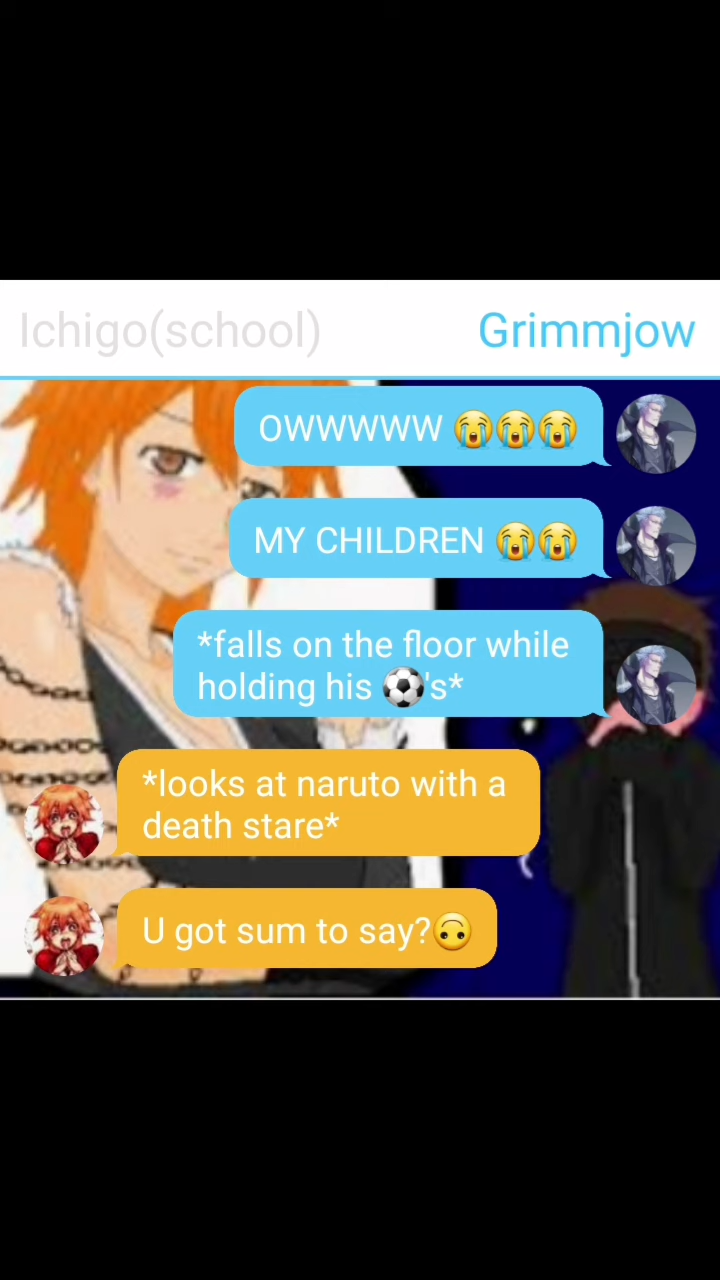 Ichigo(school) Grimmjow
OWWWWW 😭😭😭
MY CHILDREN 😭😭
*falls on the floor while
holding his ⚽'s*
*looks at naruto with a
death stare*
U got sum to say?🙃